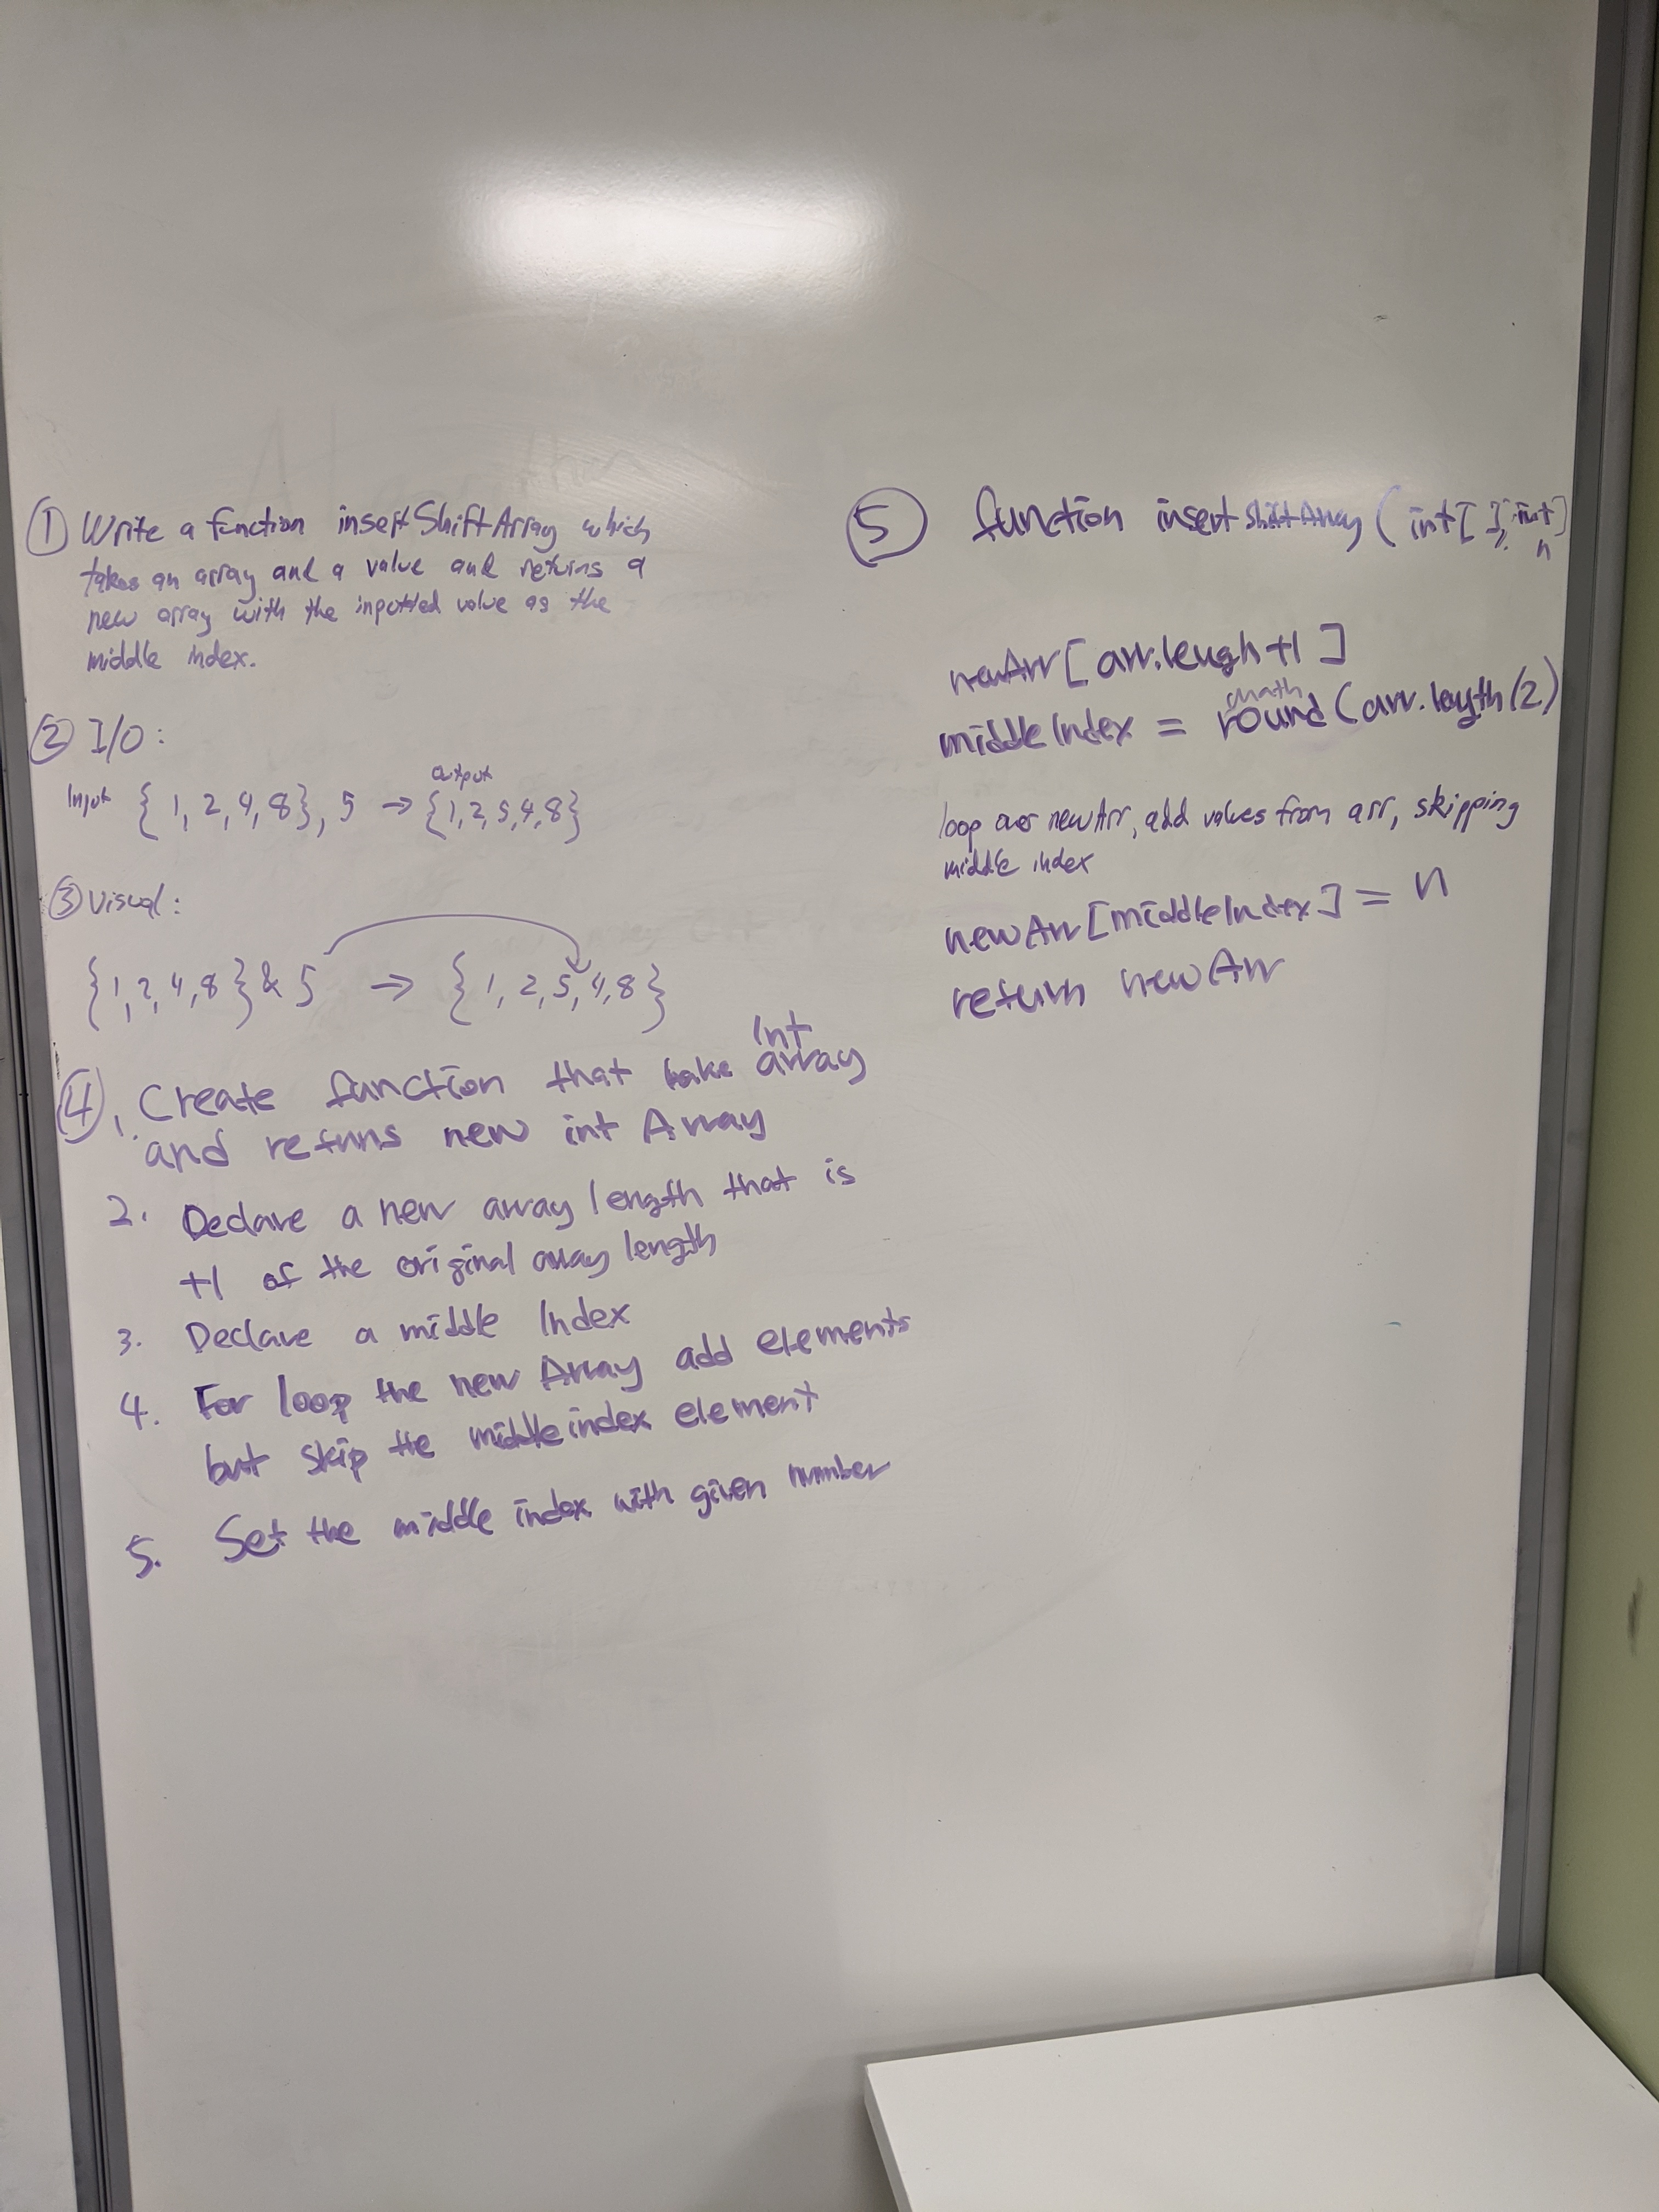 ① Write a function insertShiftArray which
takes an array and a value and returns a
new array with the inputted value as the
middle index.
② I/O:
Input {1, 2, 4, 8}, 5 → output {1, 2, 5, 4, 8}
③ Visual:
{1, 2, 4, 8} & 5 → {1, 2, 5, 4, 8}
④ 1. Create function that take int array
and returns new int Array
2. Declare a new array length that is
+1 of the original array length
3. Declare a middle Index
4. For loop the new Array add elements
but skip the middle index element
5. Set the middle index with given number
⑤ function insertShiftArray (int[], int n)
newArr[arr.lengh+1]
middleIndex = math round (arr.length/2)
loop over newArr, add values from arr, skipping
middle index
newArr[middleIndex] = n
return newArr